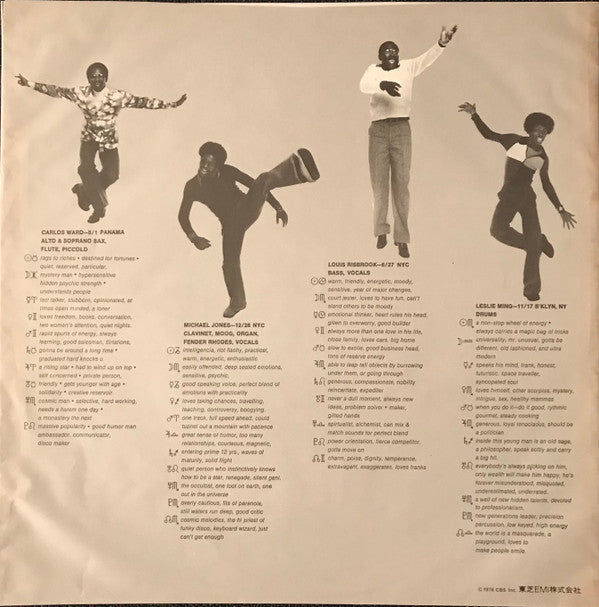 CARLOS WARD—5/1 PANAMA
ALTO & SOPRANO SAX,
FLUTE, PICCOLO
rags to riches • destined for fortunes •
quiet, reserved, particular.
mystery man • hypersensitive
hidden psychic strength •
understands people
fast talker, stubborn, opinionated, at
times open minded, a loner
loves freedom, books, conversation,
two women's attention, quiet nights.
rapid spurts of energy, always
learning, good salesman, flirtations,
gonna be around a long time •
graduated hard knocks u
a rising star • had to wind up on top •
self concerned • private person.
friendly • gets younger with age •
solidarity • creative reservoir.
cosmic man • selective, hard working,
needs a harem one day •
a monastery the next
massive popularity • good humor man
ambassador, communicator,
disco maker
MICHAEL JONES—12/26 NYC
CLAVINET, MOOG, ORGAN,
FENDER RHODES, VOCALS
intelligencia, not flashy, practical,
warm, energetic, enthusiastic
easily offended, deep seated emotions,
sensitive, psychic,
good speaking voice, perfect blend of
emotions with practicality
loves taking chances, travelling,
teaching, controversy, boogying.
one track, full speed ahead, could
tunnel out a mountain with patience
great sense of humor, too many
relationships, courteous, magnetic,
entering prime 12 yrs., waves of
maturity, solid flight
quiet person who instinctively knows
how to be a star, renegade, silent gent.
the occultist, one foot on earth, one
out in the universe
overly cautious, fits of paranoia,
still waters run deep, good critic
cosmic melodies, the hi priest of
funky disco, keyboard wizard, just
can't get enough
LOUIS RISBROOK—6/27 NYC
BASS, VOCALS
warm, friendly, energetic, moody,
sensitive, year of major changes,
court jester, loves to have fun, can't
stand others to be moody
emotional thinker, heart rules his head,
given to everyone, good builder
always more than one love in his life,
close family, loves cars, big home
slow to excite, good business head,
tons of reserve energy
able to leap tell objects by burrowing
under them, or going through
generous, compassionate, nobility
reincarnate, expedior
never a dull moment, always new
ideas, problem solver • maker,
gifted hands
spiritualist, alchemist, can mix &
match sounds for perfect blend
power orientation, fierce competitor,
gotta move on
charm, poise, dignity, temperance,
extravagent, exaggerates, loves hanks
LESLIE MING—11/17 B'KLYN, NY
DRUMS
a non-stop wheel of energy •
always carries a magic bag of tricks
universality, mr. unusual, gotta be
different, old fashioned, and ultra
modern
speaks his mind, frank, honest,
futuristic, space traveller,
syncopated soul
loves himself, other scorpios, mystery,
intrigue, sex, healthy mammas
when you do it—do it good, rythmic
gourmet, steady cooking
generous, loyal tenacious, should be
a politician
inside this young man is an old sage,
a philosopher, speak softly and carry
a big hit.
everybody's always picking on him,
only wealth will make him happy, he's
forever misunderstood, misquoted,
underestimated, underrated.
a well of new hidden talents, devoted
to professionalism.
new generations leader, precision
percussion, low keyed, high energy
the world is a masquerade, a
playground, loves to
make people smile.
© 1976 CBS Inc. 東芝EMI株式会社